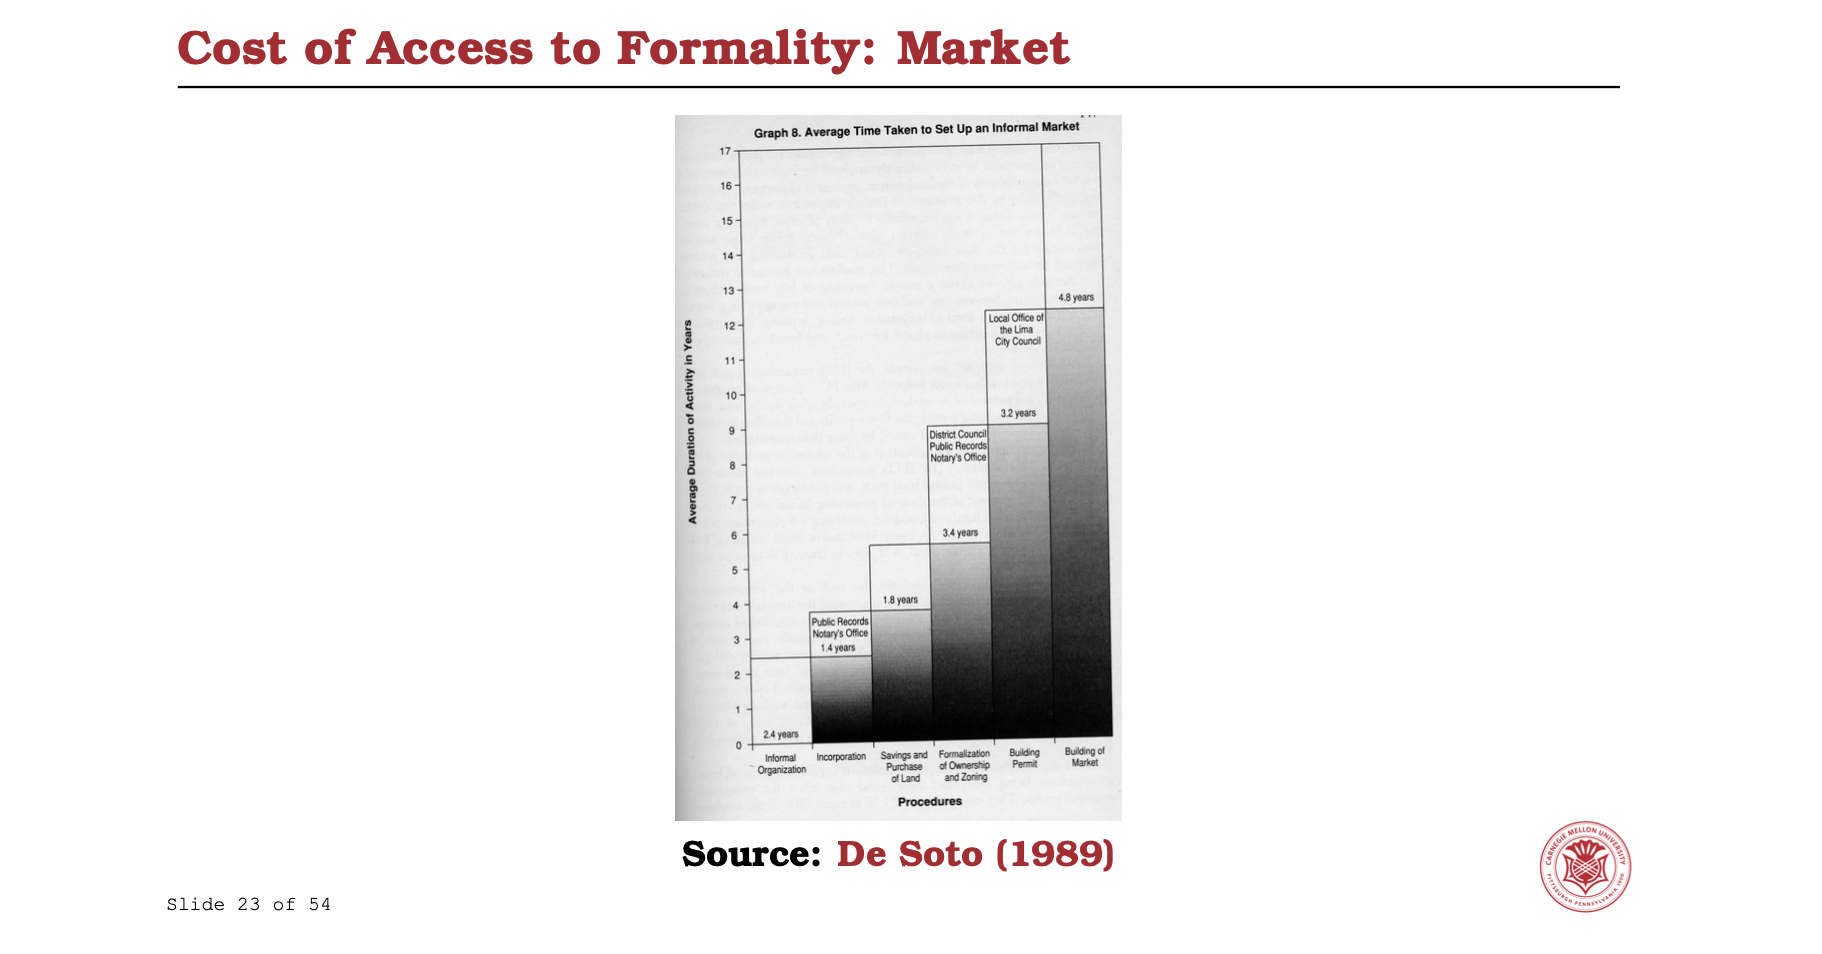 Cost of Access to Formality: Market
Graph 8. Average Time Taken to Set Up an Informal Market
Average Duration of Activity in Years
17
16
15
14
13
12
11
10
9
8
7
6
5
4
3
2
1
0
4.8 years
Local Office of
the Lima
City Council
3.2 years
District Council
Public Records
Notary's Office
3.4 years
1.8 years
Public Records
Notary's Office
1.4 years
2.4 years
Informal
Organization
Incorporation
Savings and
Purchase
of Land
Formalization
of Ownership
and Zoning
Building
Permit
Building of
Market
Procedures
Source: De Soto (1989)
Slide 23 of 54
CARNEGIE MELLON UNIVERSITY
PITTSBURGH PENNSYLVANIA 1900